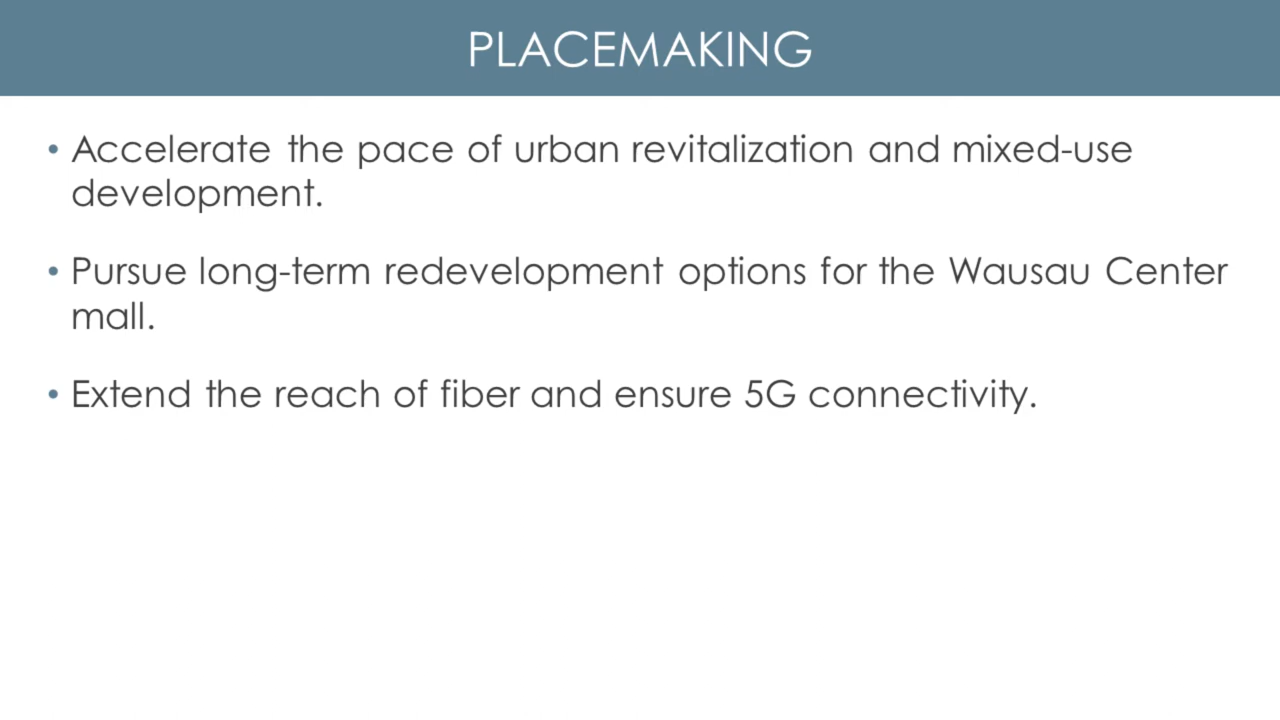 PLACEMAKING
• Accelerate the pace of urban revitalization and mixed-use
development.
• Pursue long-term redevelopment options for the Wausau Center
mall.
• Extend the reach of fiber and ensure 5G connectivity.